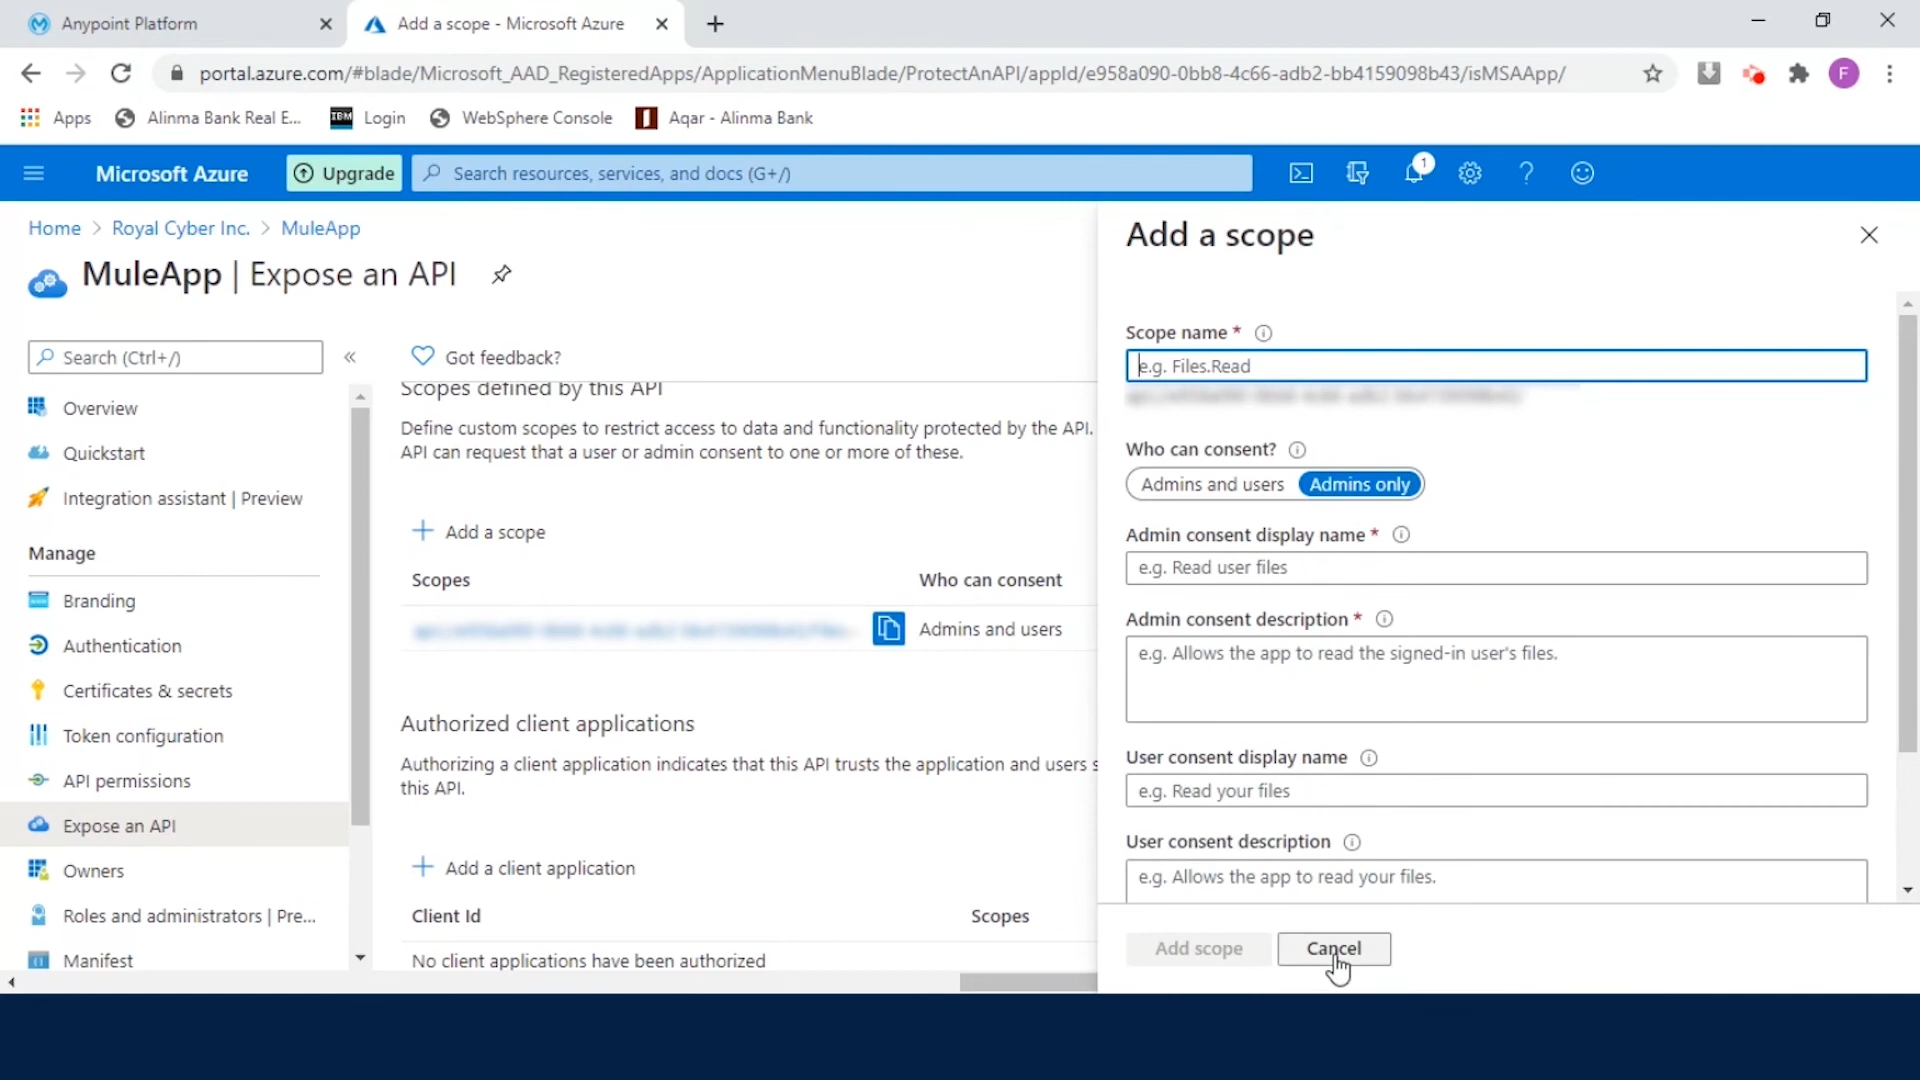 Anypoint Platform
Add a scope - Microsoft Azure
portal.azure.com/#blade/Microsoft_AAD_RegisteredApps/ApplicationMenuBlade/ProtectAnAPI/appId/e958a090-0bb8-4c66-adb2-bb4159098b43/isMSAApp/
F
Apps
Alinma Bank Real E...
IBM
Login
WebSphere Console
Aqar - Alinma Bank
Microsoft Azure
Upgrade
Search resources, services, and docs (G+/)
1
Home > Royal Cyber Inc. > MuleApp
MuleApp | Expose an API
Search (Ctrl+/)
«
Overview
Quickstart
Integration assistant | Preview
Manage
Branding
Authentication
Certificates & secrets
Token configuration
API permissions
Expose an API
Owners
Roles and administrators | Pre...
Manifest
Got feedback?
Scopes defined by this API
Define custom scopes to restrict access to data and functionality protected by the API.
API can request that a user or admin consent to one or more of these.
Add a scope
Scopes
Who can consent
Admins and users
Authorized client applications
Authorizing a client application indicates that this API trusts the application and users s
this API.
Add a client application
Client Id
Scopes
No client applications have been authorized
Add a scope
Scope name *
e.g. Files.Read
Who can consent?
Admins and users
Admins only
Admin consent display name *
e.g. Read user files
Admin consent description *
e.g. Allows the app to read the signed-in user's files.
User consent display name
e.g. Read your files
User consent description
e.g. Allows the app to read your files.
Add scope
Cancel